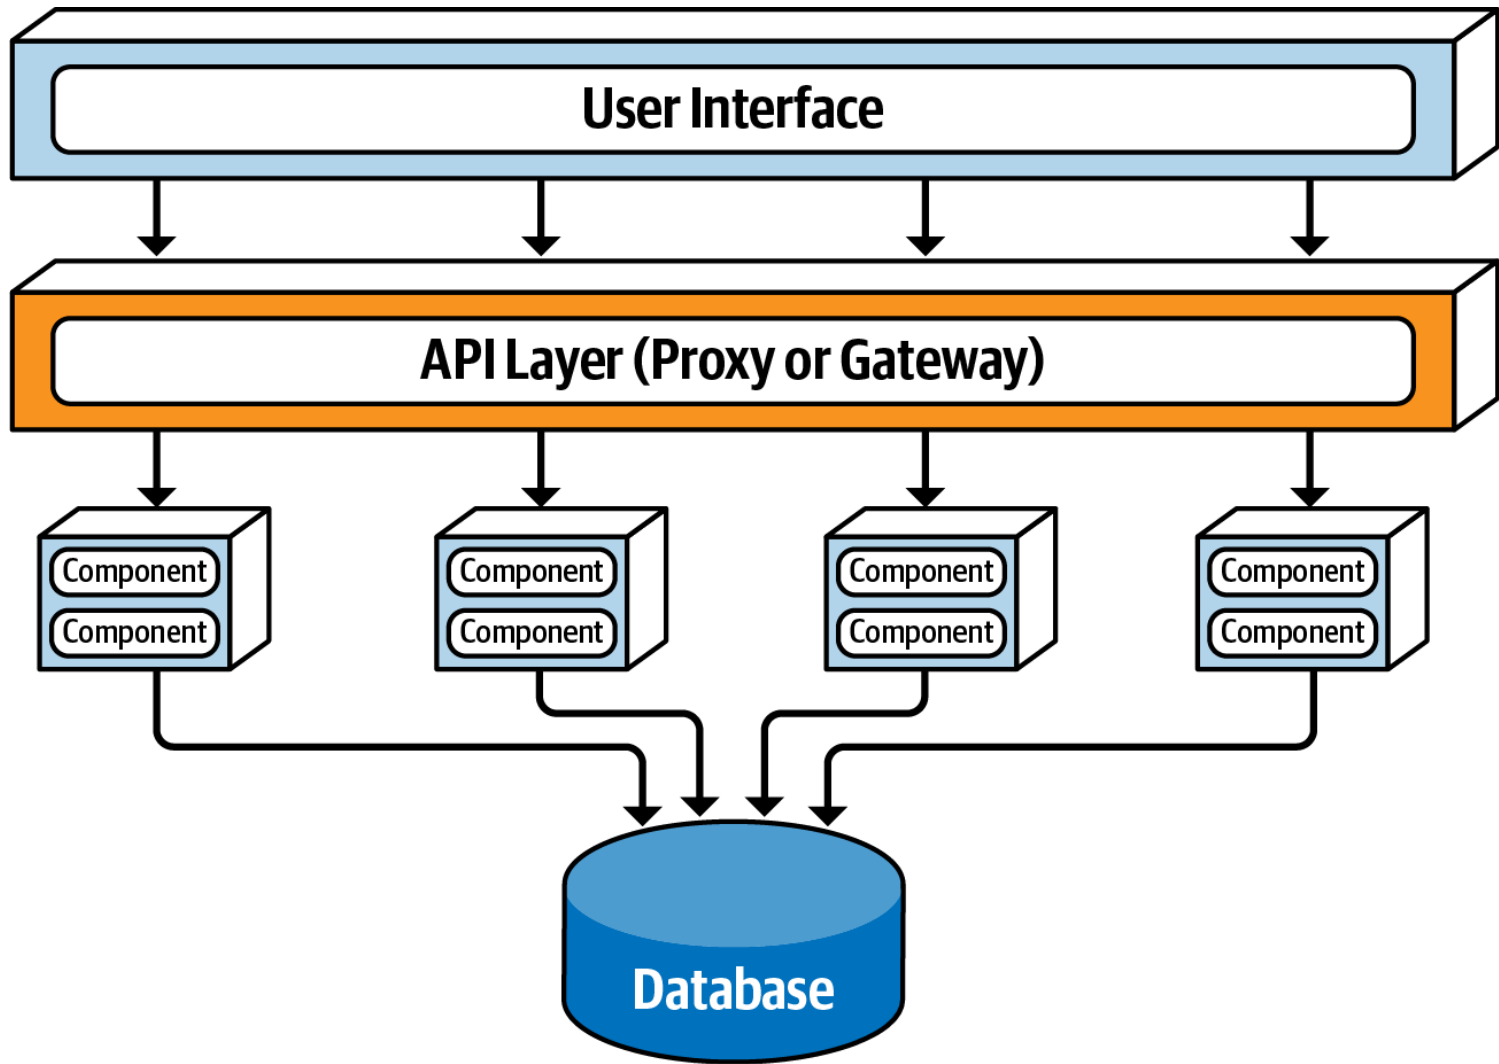 User Interface
API Layer (Proxy or Gateway)
Component
Component
Component
Component
Component
Component
Component
Component
Database